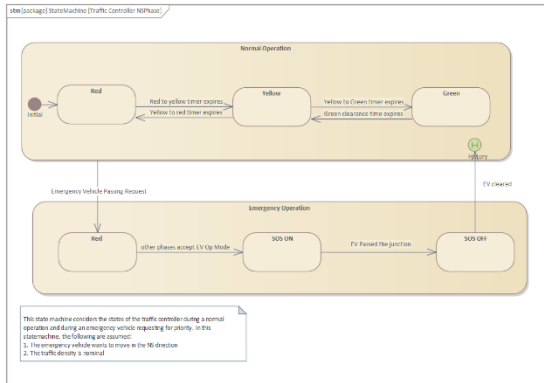 stm [package] StateMachine [Traffic Controller NSPhase]
Normal Operation
Red
Yellow
Green
Initial
Red to yellow timer expires
Yellow to red timer expires
Yellow to Green timer expires
Green clearance time expires
H
History
Emergency Vehicle Passing Request
EV cleared
Emergency Operation
Red
SOS ON
SOS OFF
other phases accept EV Op Mode
EV Passed the junction
This state machine considers the states of the traffic controller during a normal
operation and during an emergency vehicle requesting for priority. In this
statemachine, the following are assumed:
1. The emergency vehicle wants to move in the NS direction
2. The traffic density is nominal